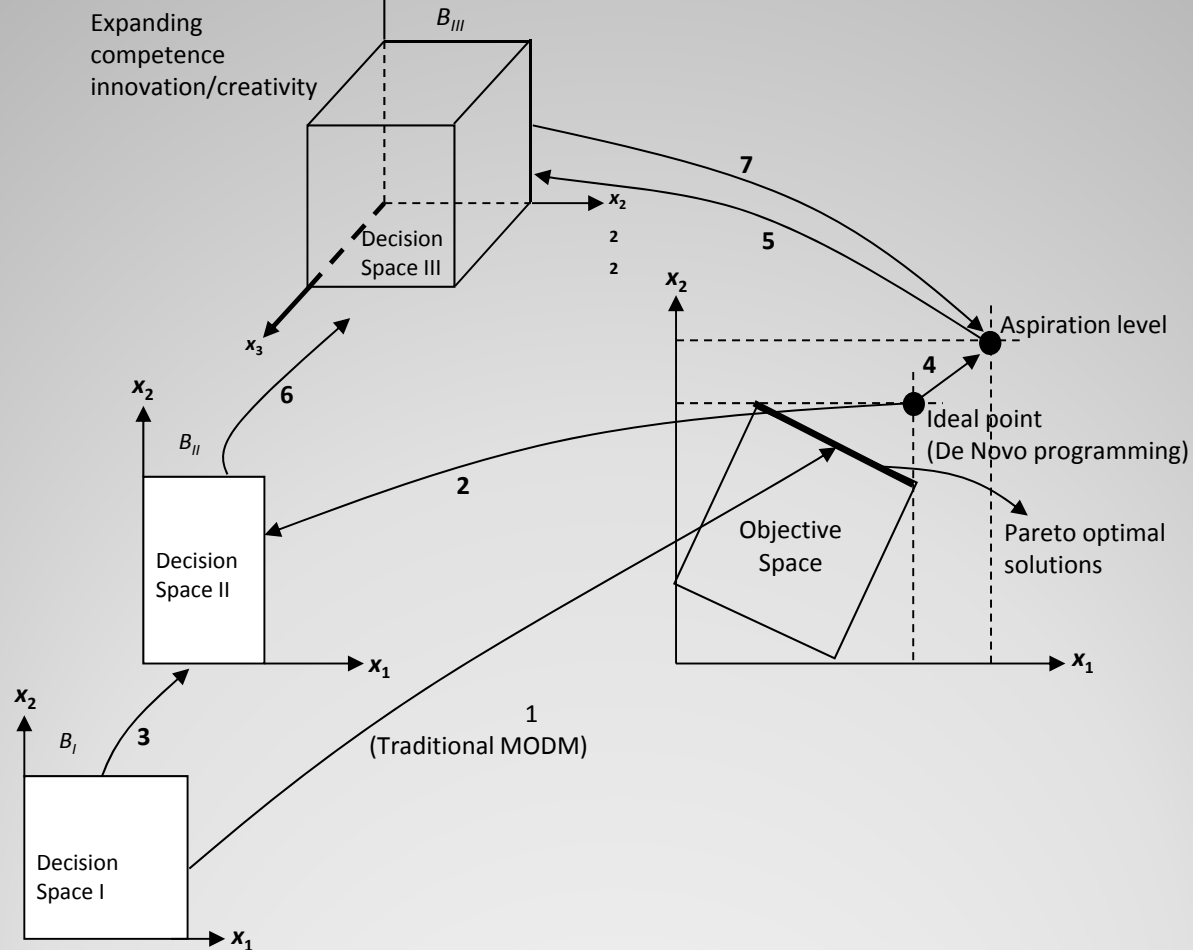 Expanding
competence
innovation/creativity
B_III
Decision
Space III
x_2
2
2
x_3
7
5
6
x_2
Aspiration level
4
Ideal point
(De Novo programming)
Pareto optimal
solutions
Objective
Space
x_1
x_2
B_II
2
Decision
Space II
x_1
x_2
B_I
3
1
(Traditional MODM)
Decision
Space I
x_1